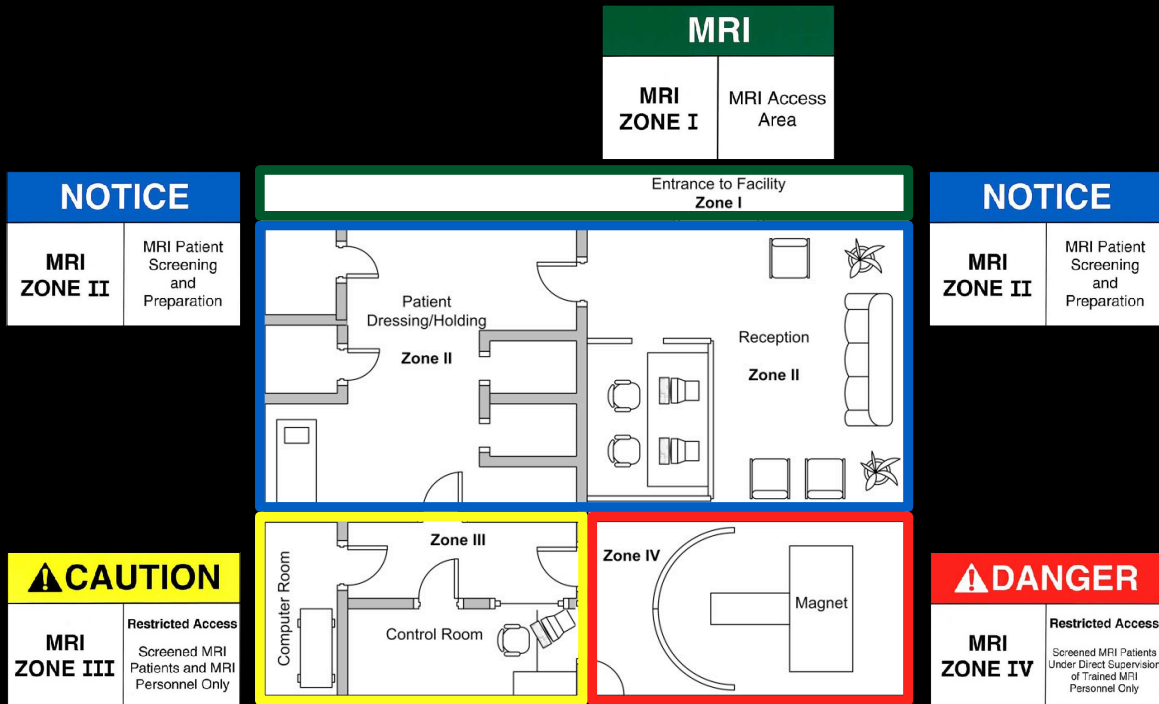 MRI
MRI
ZONE I
MRI Access
Area
Entrance to Facility
Zone I
NOTICE
MRI
ZONE II
MRI Patient
Screening
and
Preparation
NOTICE
MRI
ZONE II
MRI Patient
Screening
and
Preparation
Patient
Dressing/Holding
Zone II
Reception
Zone II
CAUTION
MRI
ZONE III
Restricted Access
Screened MRI
Patients and MRI
Personnel Only
Computer Room
Zone III
Control Room
Zone IV
Magnet
DANGER
MRI
ZONE IV
Restricted Access
Screened MRI Patients
Under Direct Supervision
of Trained MRI
Personnel Only